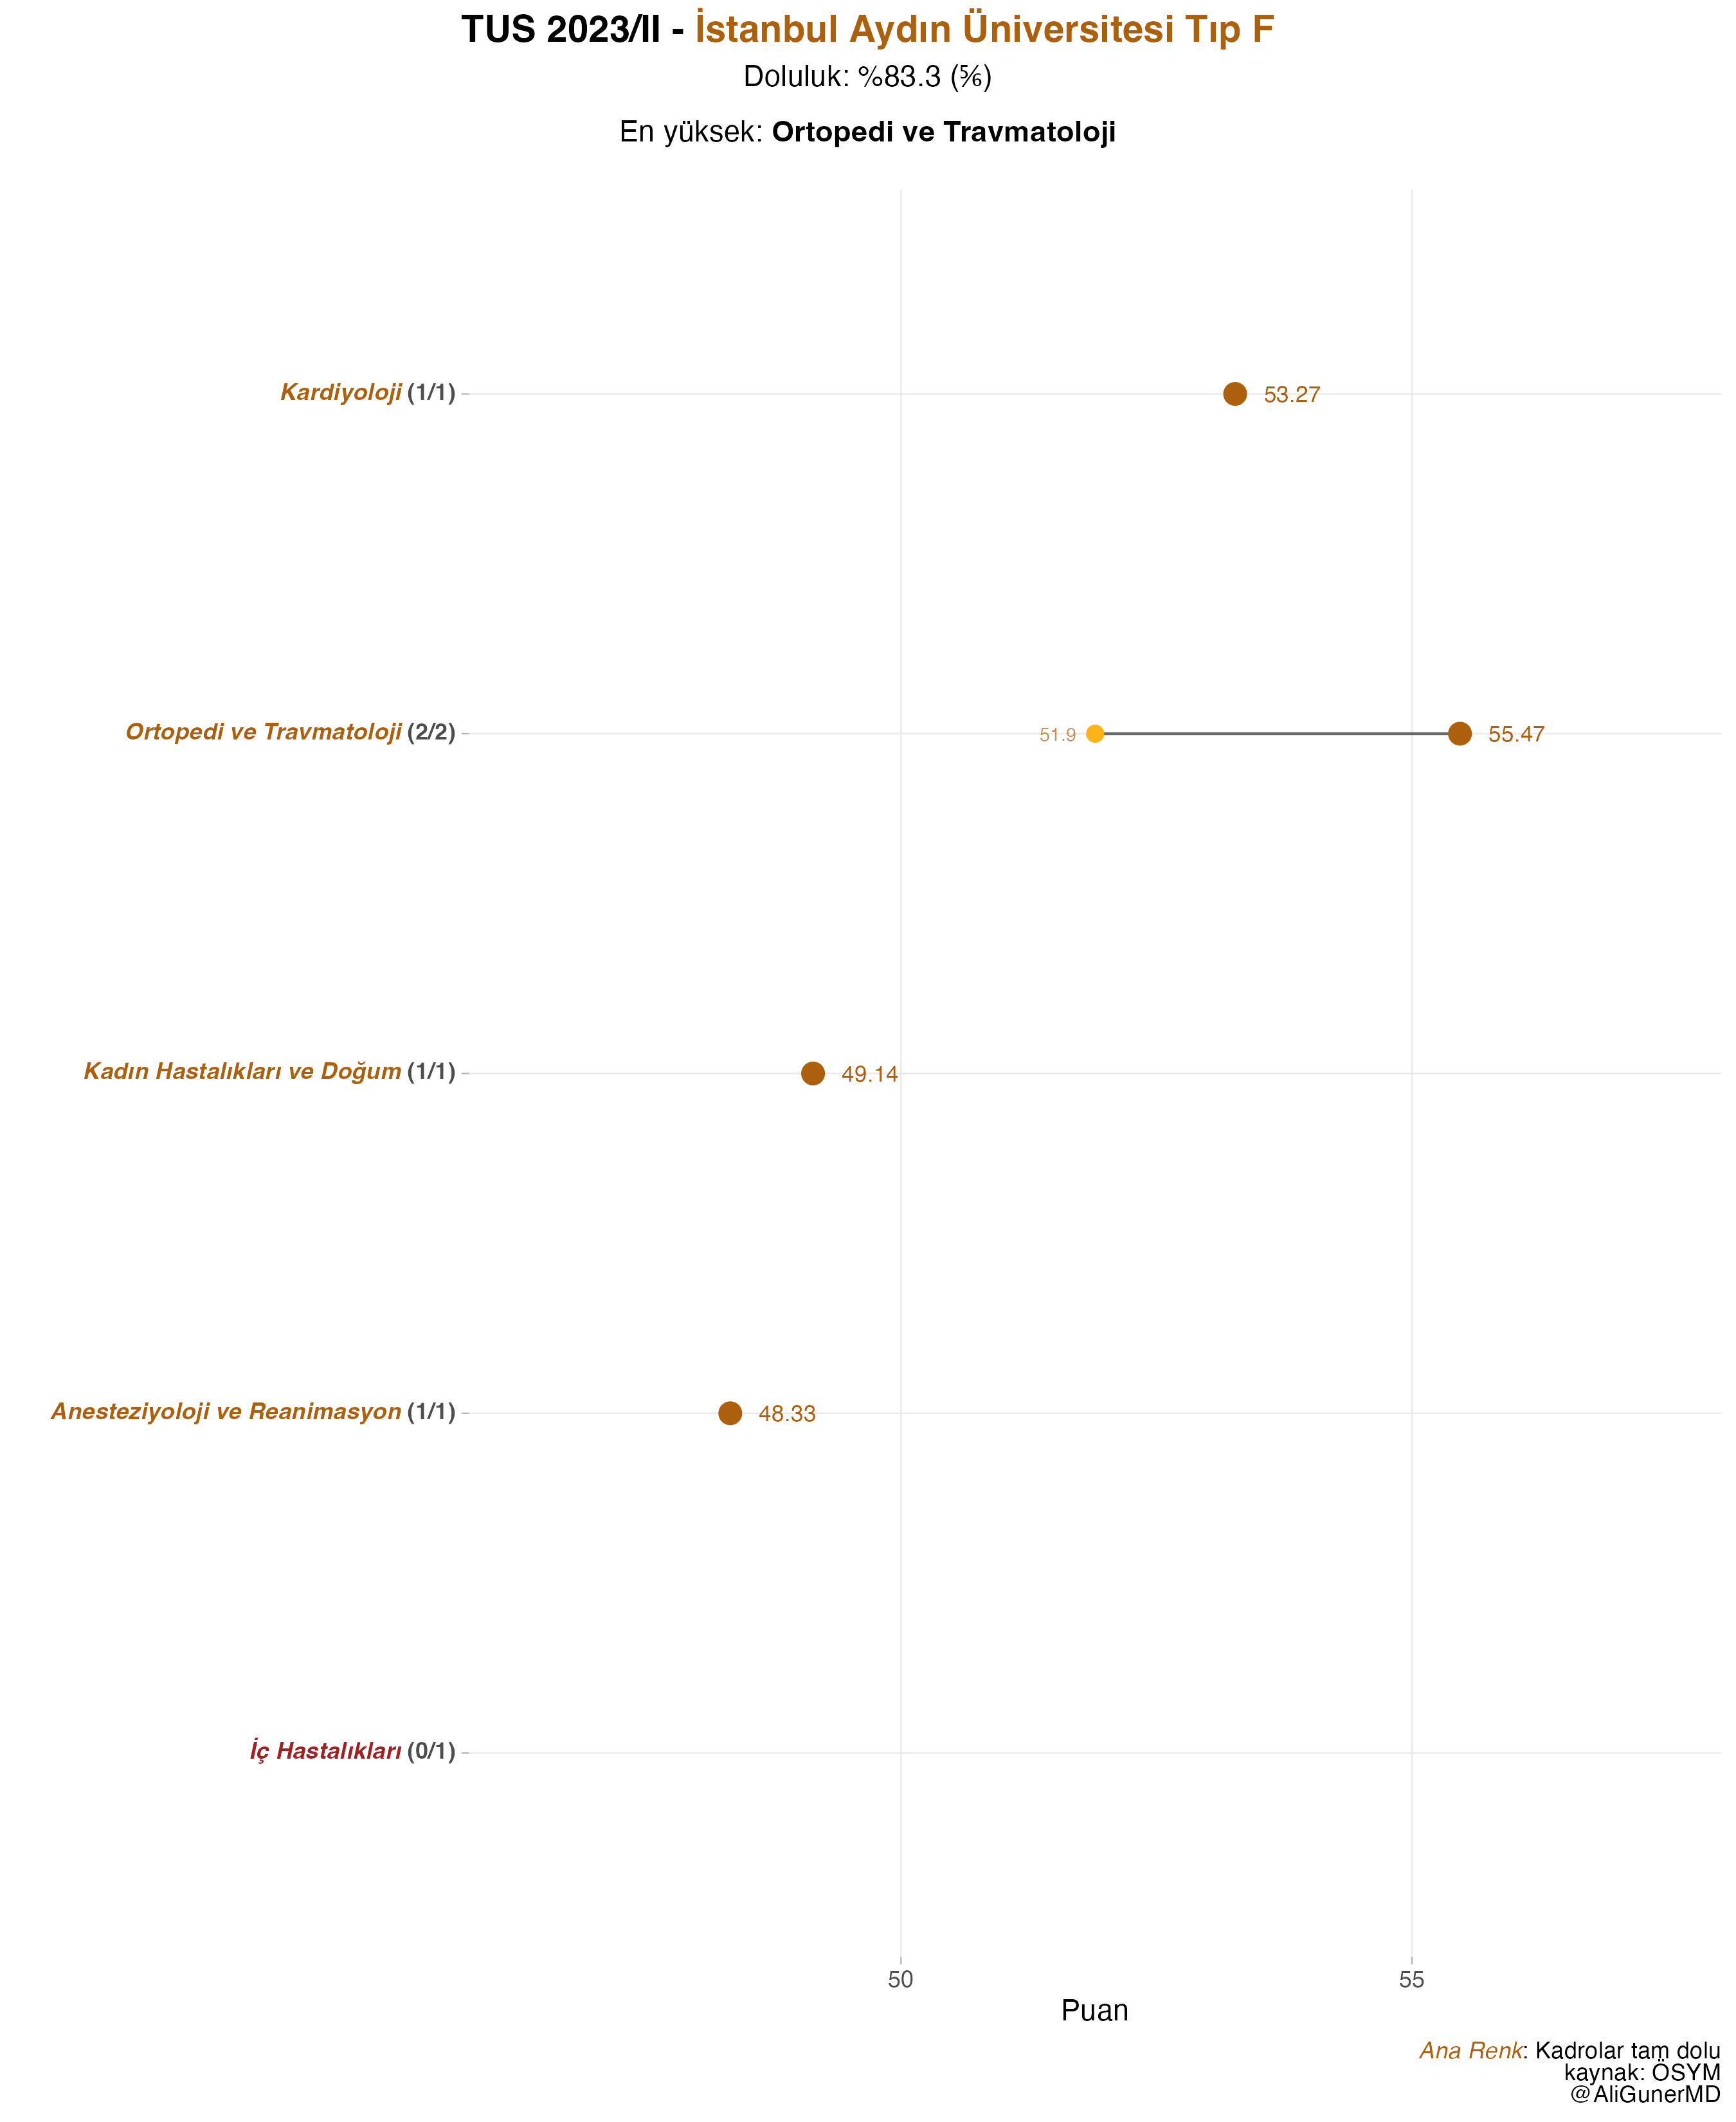 TUS 2023/II - İstanbul Aydın Üniversitesi Tıp F
Doluluk: %83.3 (⅚)
En yüksek: Ortopedi ve Travmatoloji
Kardiyoloji (1/1)
53.27
Ortopedi ve Travmatoloji (2/2)
51.9
55.47
Kadın Hastalıkları ve Doğum (1/1)
49.14
Anesteziyoloji ve Reanimasyon (1/1)
48.33
İç Hastalıkları (0/1)
50
55
Puan
Ana Renk: Kadrolar tam dolu
kaynak: ÖSYM
@AliGunerMD